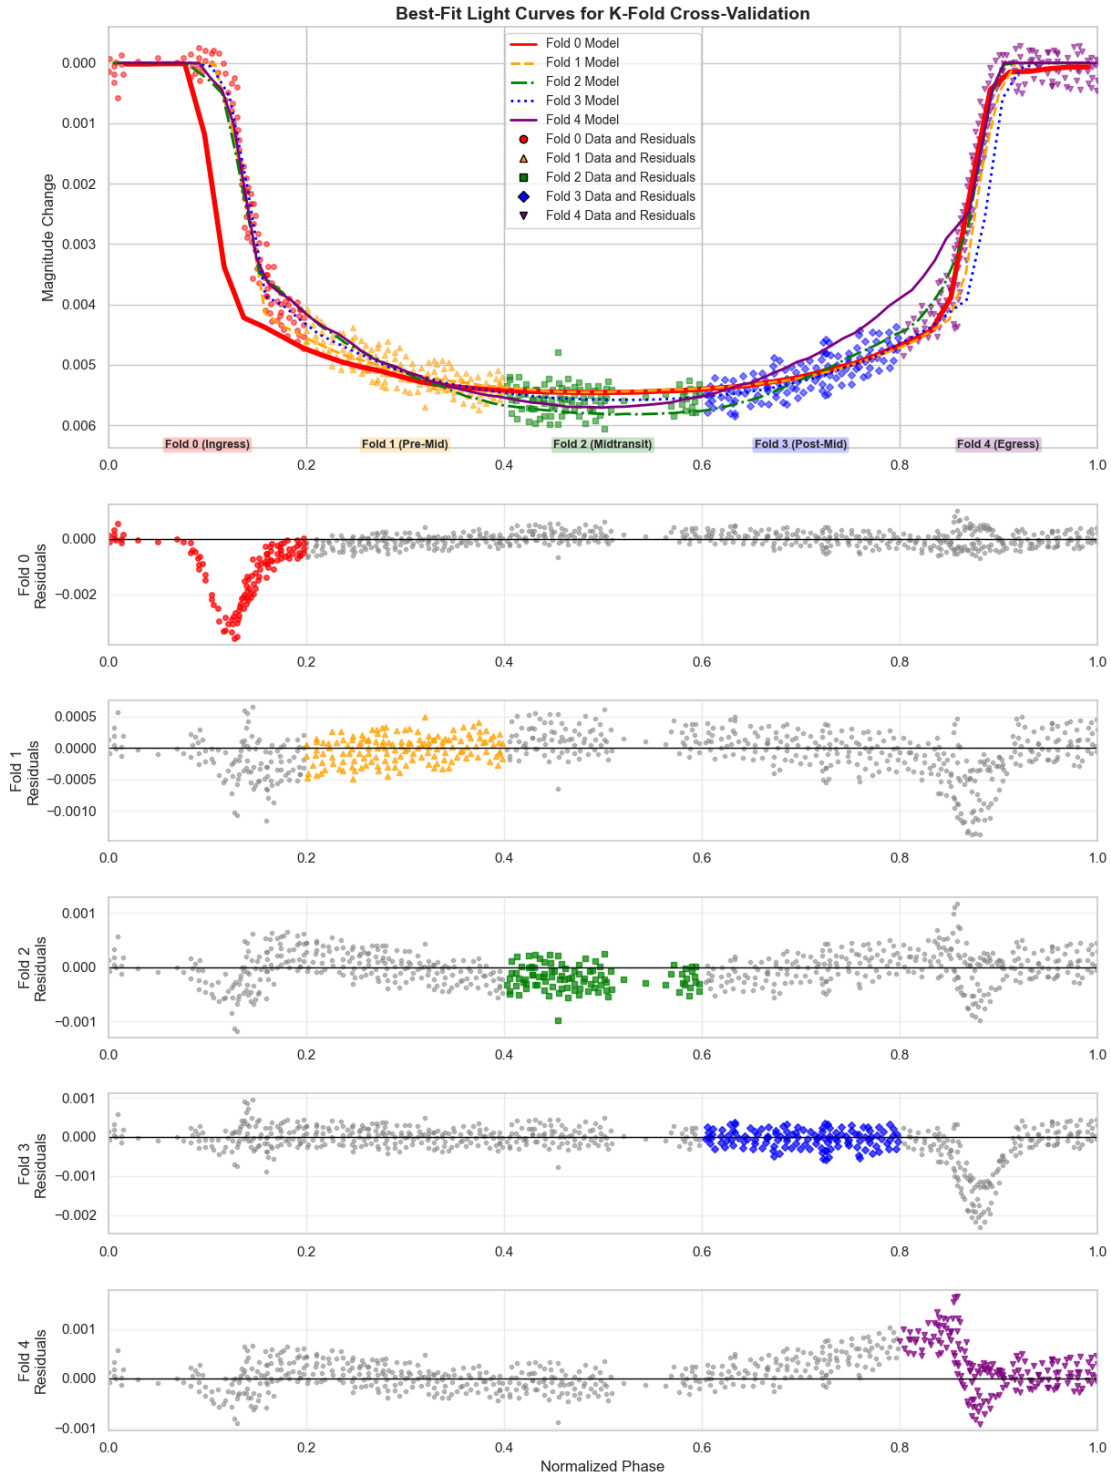 Best-Fit Light Curves for K-Fold Cross-Validation
Magnitude Change
0.000
0.001
0.002
0.003
0.004
0.005
0.006
Fold 0 Model
Fold 1 Model
Fold 2 Model
Fold 3 Model
Fold 4 Model
Fold 0 Data and Residuals
Fold 1 Data and Residuals
Fold 2 Data and Residuals
Fold 3 Data and Residuals
Fold 4 Data and Residuals
Fold 0 (Ingress) Fold 1 (Pre-Mid) Fold 2 (Midtransit) Fold 3 (Post-Mid) Fold 4 (Egress)
0.0 0.2 0.4 0.6 0.8 1.0
Fold 0
Residuals
0.000
−0.002
0.0 0.2 0.4 0.6 0.8 1.0
Fold 1
Residuals
0.0005
0.0000
−0.0005
−0.0010
0.0 0.2 0.4 0.6 0.8 1.0
Fold 2
Residuals
0.001
0.000
−0.001
0.0 0.2 0.4 0.6 0.8 1.0
Fold 3
Residuals
0.001
0.000
−0.001
−0.002
0.0 0.2 0.4 0.6 0.8 1.0
Fold 4
Residuals
0.001
0.000
−0.001
0.0 0.2 0.4 0.6 0.8 1.0
Normalized Phase